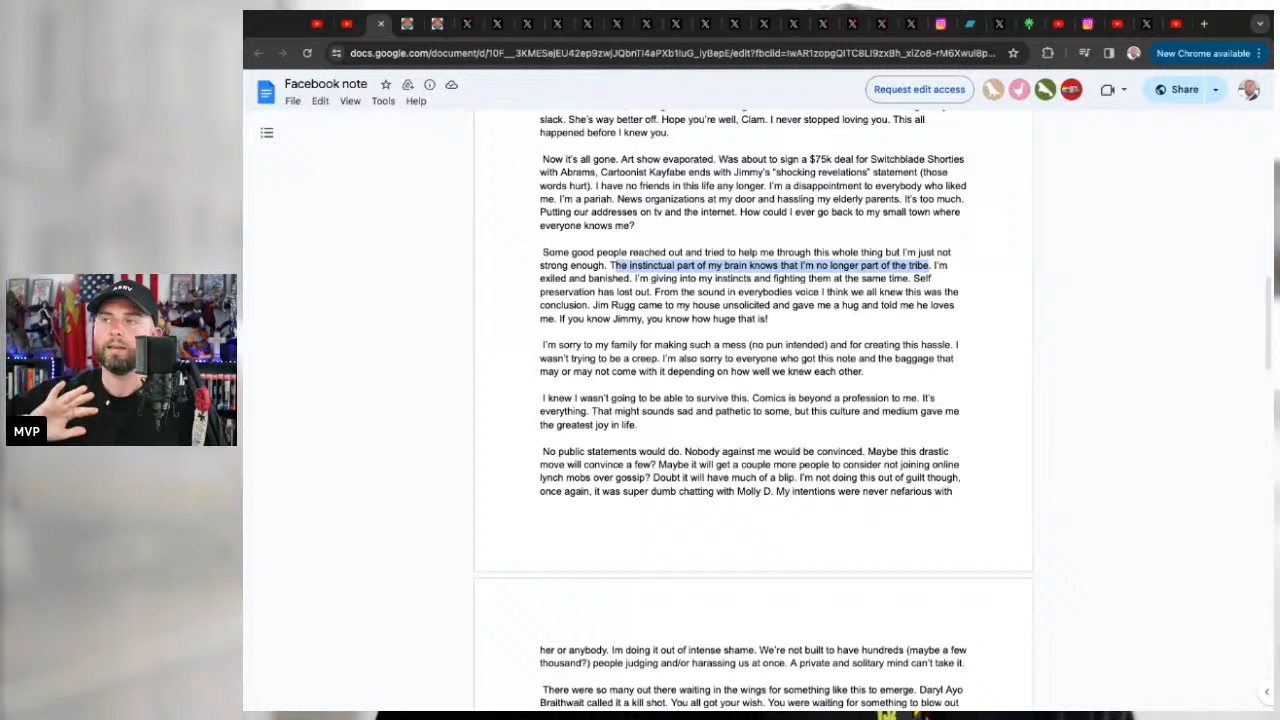 docs.google.com/document/d/10F__3KMESejEU42ep9zwjJQbnTI4aPXb1IuG_iyBepE/edit?fbclid=IwAR1zopgQITC8LI9zxBh_xiZo8-rM6Xwul8p...
New Chrome available
Facebook note
File Edit View Tools Help
Request edit access
Share
slack. She's way better off. Hope you're well, Clam. I never stopped loving you. This all
happened before I knew you.
Now it's all gone. Art show evaporated. Was about to sign a $75k deal for Switchblade Shorties
with Abrams, Cartoonist Kayfabe ends with Jimmy's "shocking revelations" statement (those
words hurt). I have no friends in this life any longer. I'm a disappointment to everybody who liked
me. I'm a pariah. News organizations at my door and hassling my elderly parents. It's too much.
Putting our addresses on tv and the internet. How could I ever go back to my small town where
everyone knows me?
Some good people reached out and tried to help me through this whole thing but I'm just not
strong enough. The instinctual part of my brain knows that I'm no longer part of the tribe. I'm
exiled and banished. I'm giving into my instincts and fighting them at the same time. Self
preservation has lost out. From the sound in everybodies voice I think we all knew this was the
conclusion. Jim Rugg came to my house unsolicited and gave me a hug and told me he loves
me. If you know Jimmy, you know how huge that is!
I'm sorry to my family for making such a mess (no pun intended) and for creating this hassle. I
wasn't trying to be a creep. I'm also sorry to everyone who got this note and the baggage that
may or may not come with it depending on how well we knew each other.
I knew I wasn't going to be able to survive this. Comics is beyond a profession to me. It's
everything. That might sounds sad and pathetic to some, but this culture and medium gave me
the greatest joy in life.
No public statements would do. Nobody against me would be convinced. Maybe this drastic
move will convince a few? Maybe it will get a couple more people to consider not joining online
lynch mobs over gossip? Doubt it will have much of a blip. I'm not doing this out of guilt though,
once again, it was super dumb chatting with Molly D. My intentions were never nefarious with
her or anybody. Im doing it out of intense shame. We're not built to have hundreds (maybe a few
thousand?) people judging and/or harassing us at once. A private and solitary mind can't take it.
There were so many out there waiting in the wings for something like this to emerge. Daryl Ayo
Braithwait called it a kill shot. You all got your wish. You were waiting for something to blow out
MVP